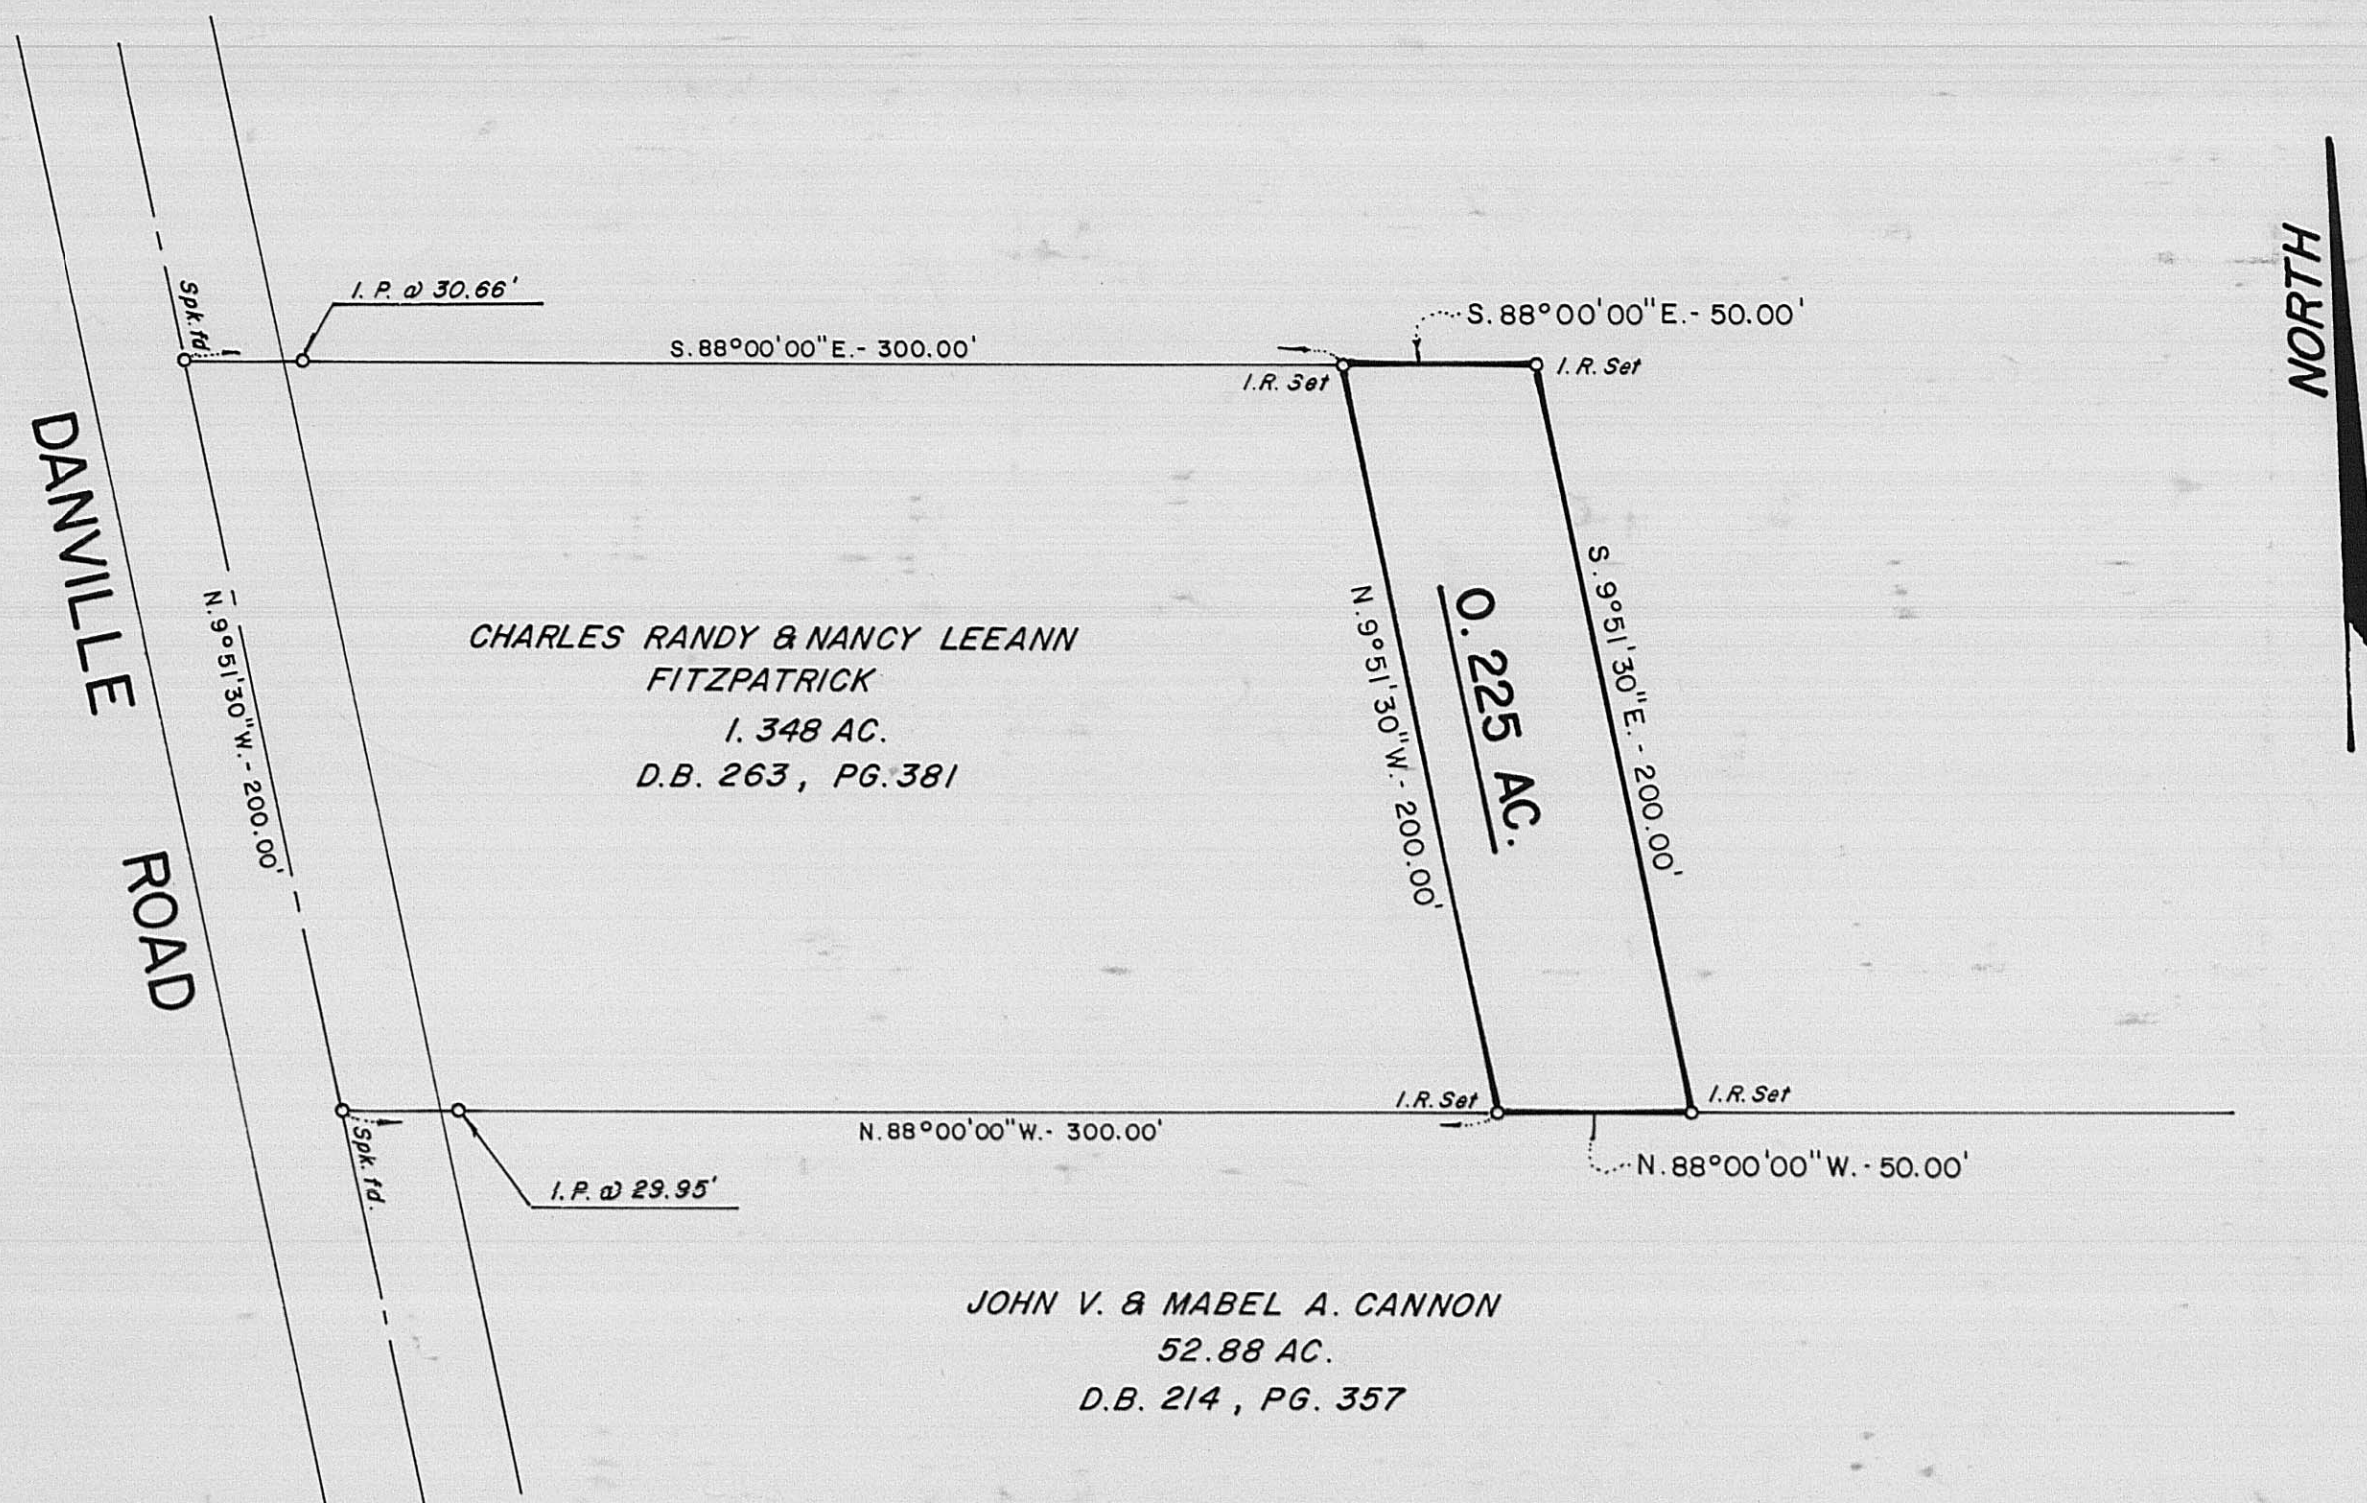 NORTH
I. P. @ 30.66'
Spk. fd.
S. 88°00'00"E. - 300.00'
S. 88°00'00"E. - 50.00'
I.R. Set
I.R. Set
DANVILLE ROAD
N. 9°51'30"W. - 200.00'
CHARLES RANDY & NANCY LEEANN
FITZPATRICK
1. 348 AC.
D.B. 263, PG. 381
N. 9°51'30"W. - 200.00'
0. 225 AC.
S. 9°51'30"E. - 200.00'
I.R. Set
I.R. Set
Spk. fd.
N. 88°00'00"W. - 300.00'
N. 88°00'00"W. - 50.00'
I.P. @ 29.95'
JOHN V. & MABEL A. CANNON
52.88 AC.
D.B. 214, PG. 357